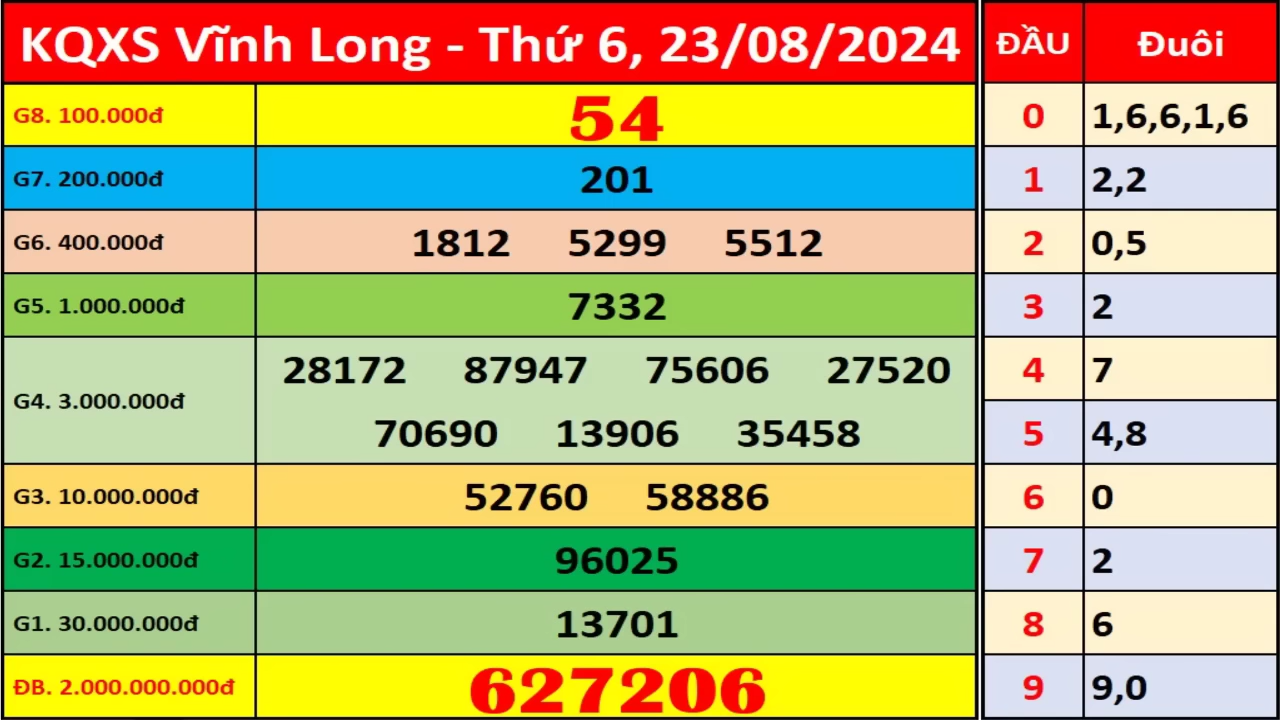 KQXS Vĩnh Long - Thứ 6, 23/08/2024
ĐẦU Đuôi
G8. 100.000đ 54
0 1,6,6,1,6
G7. 200.000đ 201
1 2,2
G6. 400.000đ 1812 5299 5512
2 0,5
G5. 1.000.000đ 7332
3 2
G4. 3.000.000đ 28172 87947 75606 27520
70690 13906 35458
4 7
5 4,8
G3. 10.000.000đ 52760 58886
6 0
G2. 15.000.000đ 96025
7 2
G1. 30.000.000đ 13701
8 6
ĐB. 2.000.000.000đ 627206
9 9,0